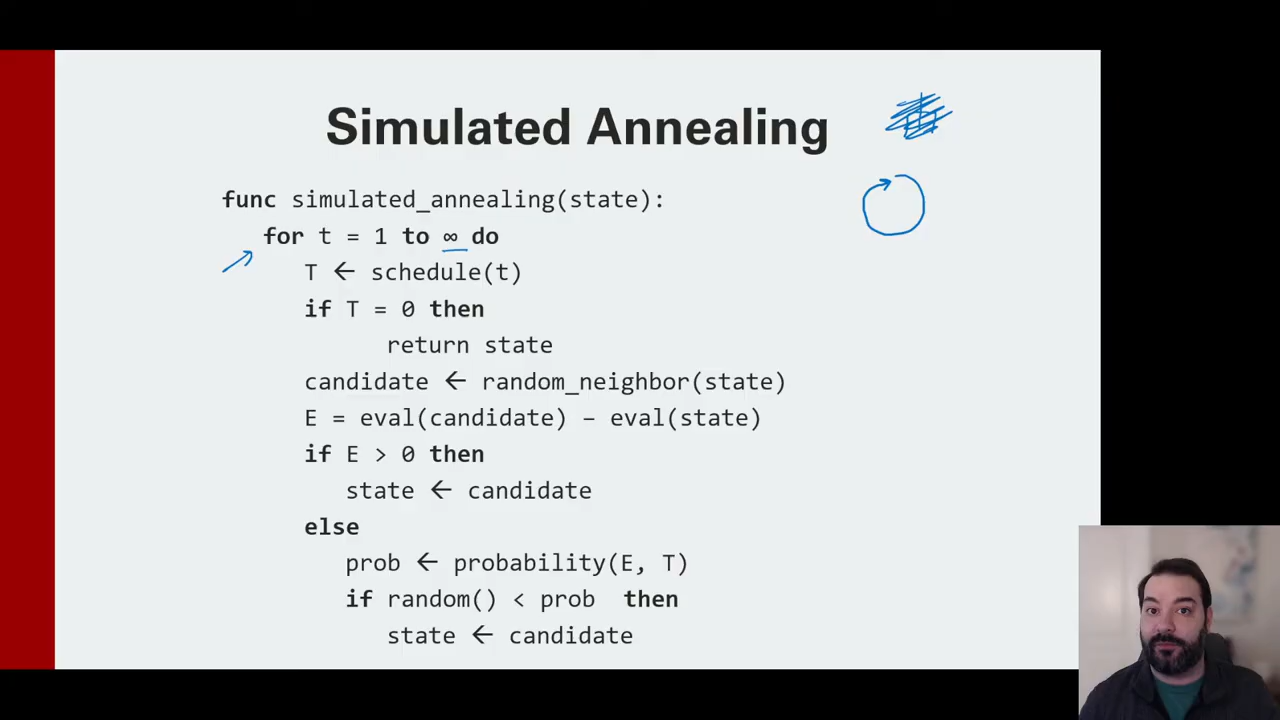 Simulated Annealing
func simulated_annealing(state):
for t = 1 to ∞ do
T ← schedule(t)
if T = 0 then
return state
candidate ← random_neighbor(state)
E = eval(candidate) – eval(state)
if E > 0 then
state ← candidate
else
prob ← probability(E, T)
if random() < prob then
state ← candidate